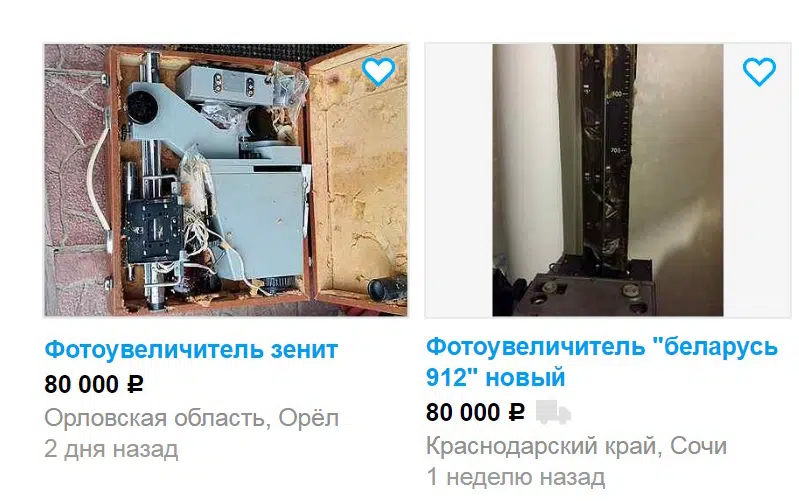 Фотоувеличитель зенит
80 000 ₽
Орловская область, Орёл
2 дня назад
700
Фотоувеличитель "беларусь
912" новый
80 000 ₽
Краснодарский край, Сочи
1 неделю назад